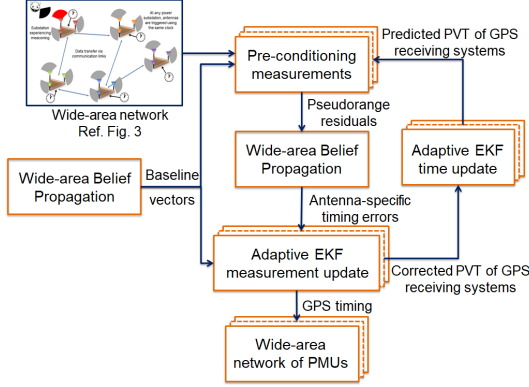 Substation
experiencing
meaconing
At any power
substation, antennas
are triggered using
the same clock
Data transfer via
communication links
Wide-area network
Ref. Fig. 3
Pre-conditioning
measurements
Predicted PVT of GPS
receiving systems
Pseudorange
residuals
Wide-area Belief
Propagation
Adaptive EKF
time update
Wide-area Belief
Propagation
Baseline
vectors
Antenna-specific
timing errors
Adaptive EKF
measurement update
Corrected PVT of GPS
receiving systems
GPS timing
Wide-area
network of PMUs